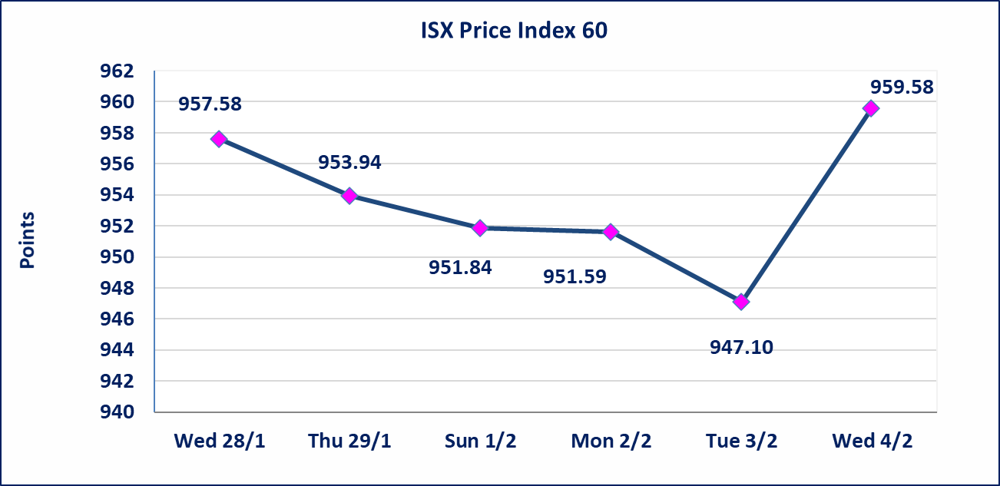 ISX Price Index 60
Points
962
960
958
956
954
952
950
948
946
944
942
940
957.58
953.94
951.84
951.59
947.10
959.58
Wed 28/1
Thu 29/1
Sun 1/2
Mon 2/2
Tue 3/2
Wed 4/2